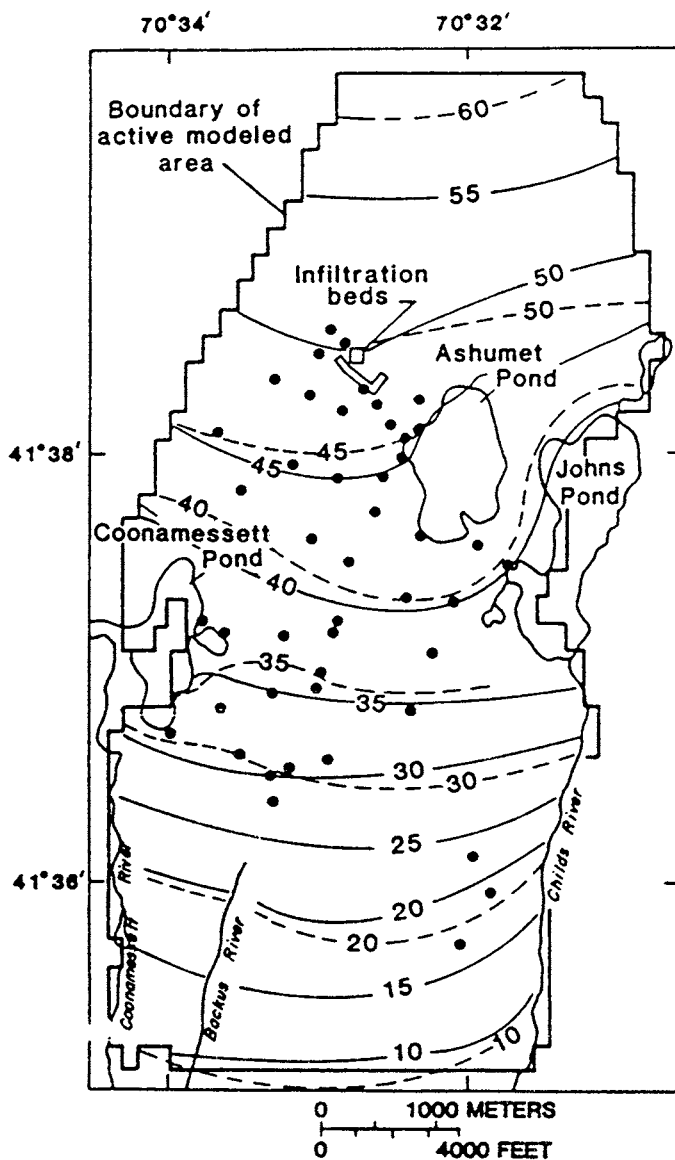 70°34′
70°32′
Boundary of
active modeled
area
60
55
50
Infiltration
beds
50
Ashumet
Pond
45
41°38′
45
Johns
Pond
40
Coonamessett
Pond
40
35
35
30
30
25
41°36′
20
20
15
10
10
Coonamessett
River
Backus
River
Childs River
0 1000 METERS
0 4000 FEET